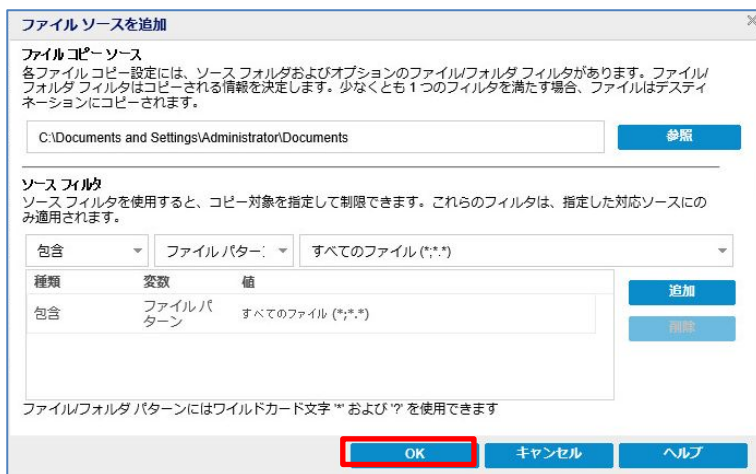 ファイル ソースを追加
ファイル コピー ソース
各ファイル コピー設定には、ソース フォルダおよびオプションのファイル/フォルダ フィルタがあります。ファイル/
フォルダ フィルタはコピーされる情報を決定します。少なくとも 1 つのフィルタを満たす場合、ファイルはデスティ
ネーションにコピーされます。
C:\Documents and Settings\Administrator\Documents
参照
ソース フィルタ
ソース フィルタを使用すると、コピー対象を指定して制限できます。これらのフィルタは、指定した対応ソースにの
み適用されます。
包含 ファイル パター すべてのファイル (*;*.*)
種類 変数 値
追加
包含 ファイル パ
ターン すべてのファイル (*;*.*)
削除
ファイル/フォルダ パターンにはワイルドカード文字 '*' および '?' を使用できます
OK キャンセル ヘルプ